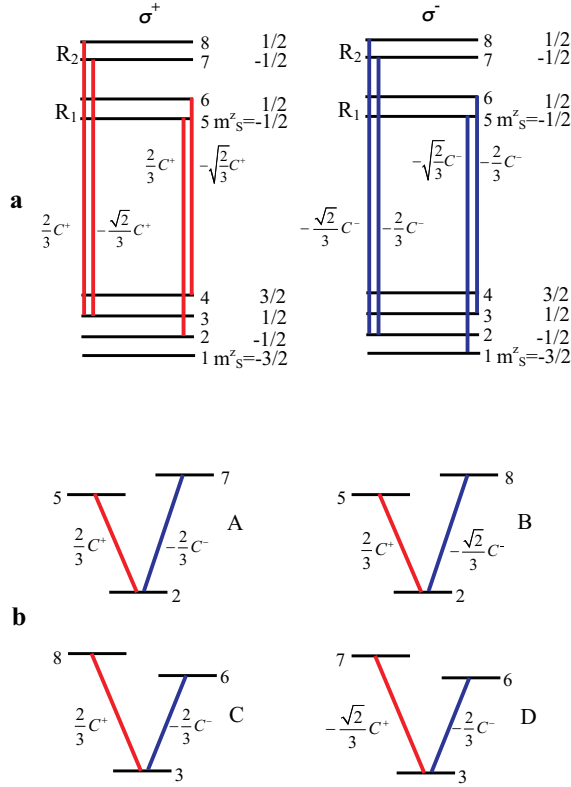 σ⁺ σ⁻
8 1/2 8 1/2
R₂ R₂
7 -1/2 7 -1/2
6 1/2 6 1/2
R₁ R₁
5 mᶻₛ=-1/2 5 mᶻₛ=-1/2
2/3 C⁺ -√(2/3) C⁺ -√(2/3) C⁻ -2/3 C⁻
a
2/3 C⁺ -√2/3 C⁺ -√2/3 C⁻ -2/3 C⁻
4 3/2 4 3/2
3 1/2 3 1/2
2 -1/2 2 -1/2
1 mᶻₛ=-3/2 1 mᶻₛ=-3/2
7 8
5 5
A B
2/3 C⁺ -2/3 C⁻ 2/3 C⁺ -√2/3 C⁻
2 2
b
8 7
6 6
C D
2/3 C⁺ -2/3 C⁻ -√2/3 C⁺ -2/3 C⁻
3 3